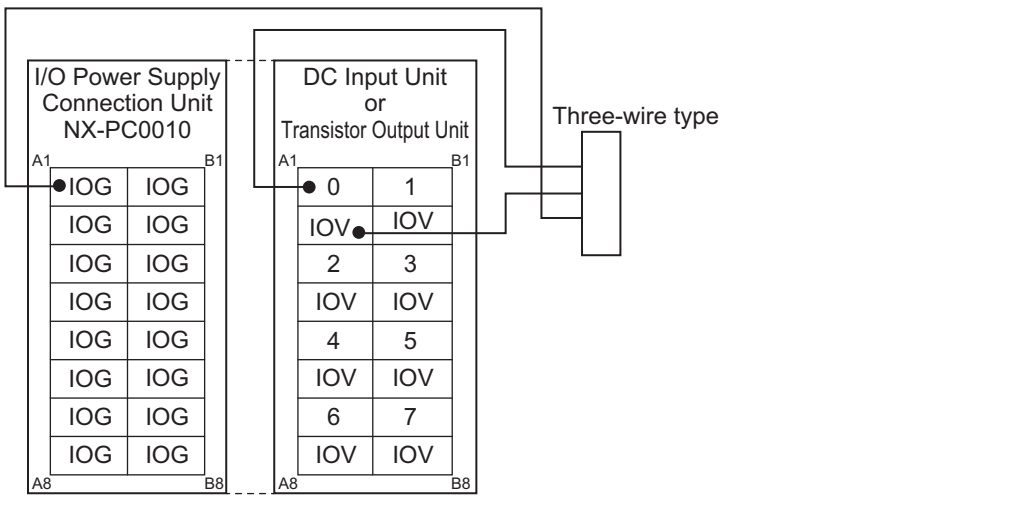 I/O Power Supply
Connection Unit
NX-PC0010
A1 B1
IOG IOG
IOG IOG
IOG IOG
IOG IOG
IOG IOG
IOG IOG
IOG IOG
IOG IOG
A8 B8
DC Input Unit
or
Transistor Output Unit
A1 B1
0 1
IOV IOV
2 3
IOV IOV
4 5
IOV IOV
6 7
IOV IOV
A8 B8
Three-wire type